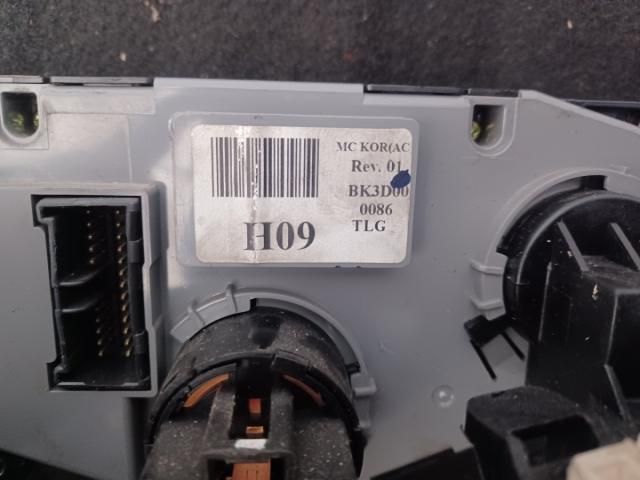 MC KOR(AC
Rev. 01
BK3D00
0086
H09
TLG